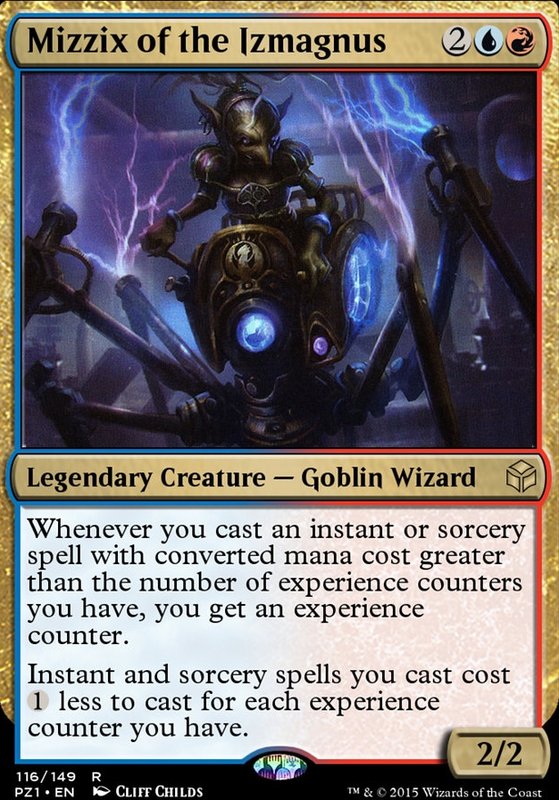 Mizzix of the Izmagnus 2
Legendary Creature — Goblin Wizard
Whenever you cast an instant or sorcery
spell with converted mana cost greater
than the number of experience counters
you have, you get an experience
counter.
Instant and sorcery spells you cast cost
1 less to cast for each experience
counter you have.
2/2
116/149 R
PZ1 • EN Cliff Childs
™ & © 2015 Wizards of the Coast